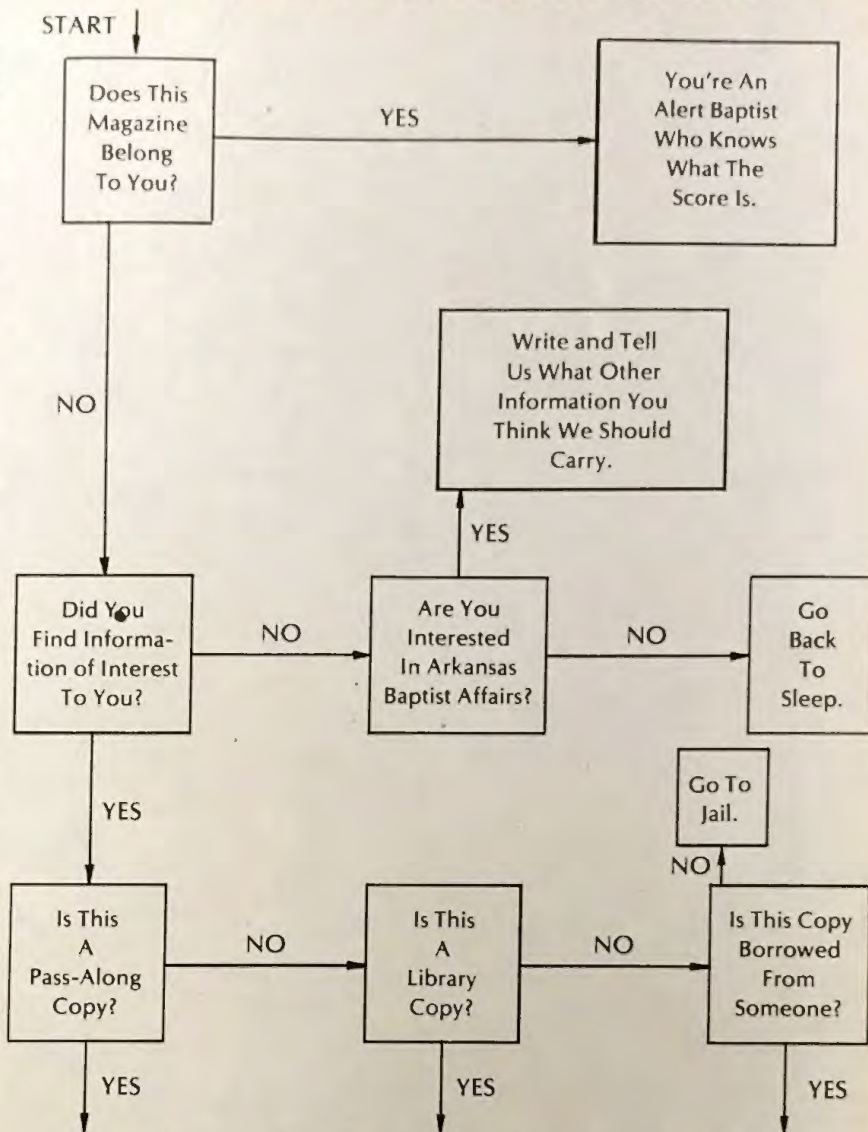 START
Does This
Magazine
Belong
To You?
YES
You're An
Alert Baptist
Who Knows
What The
Score Is.
NO
Write and Tell
Us What Other
Information You
Think We Should
Carry.
YES
Did You
Find Informa-
tion of Interest
To You?
NO
Are You
Interested
In Arkansas
Baptist Affairs?
NO
Go
Back
To
Sleep.
YES
Go To
Jail.
NO
Is This
A
Pass-Along
Copy?
NO
Is This
A
Library
Copy?
NO
Is This Copy
Borrowed
From
Someone?
YES
YES
YES